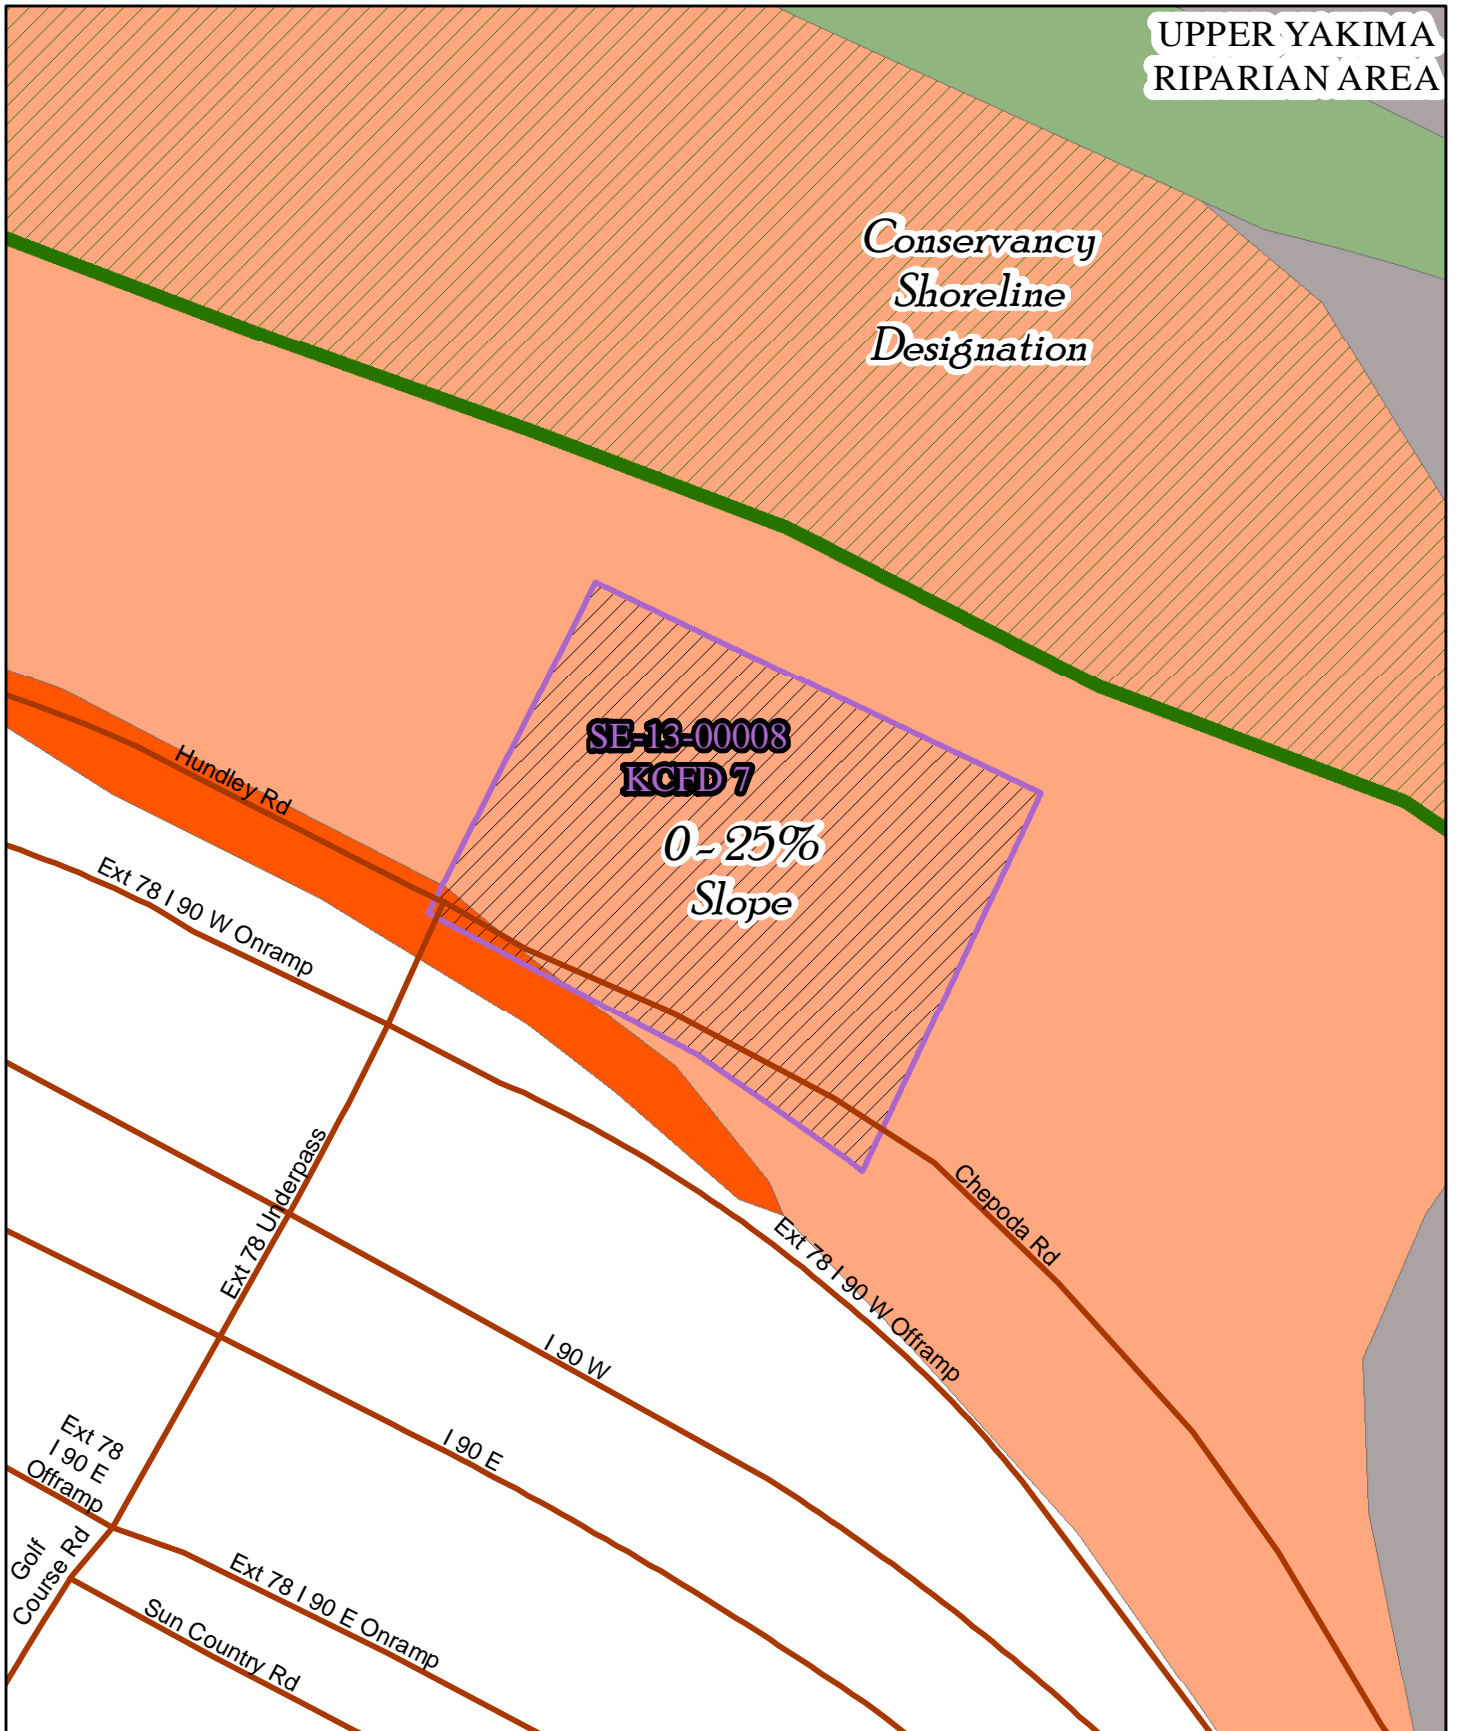 UPPER YAKIMA
RIPARIAN AREA
Conservancy
Shoreline
Designation
SE-13-00008
KCFD 7
0-25%
Slope
Hundley Rd
Ext 78 I 90 W Onramp
Ext 78 Underpass
Chepoda Rd
Ext 78 I 90 W Offramp
I 90 W
I 90 E
Ext 78
I 90 E
Offramp
Golf
Course Rd
Ext 78 I 90 E Onramp
Sun Country Rd